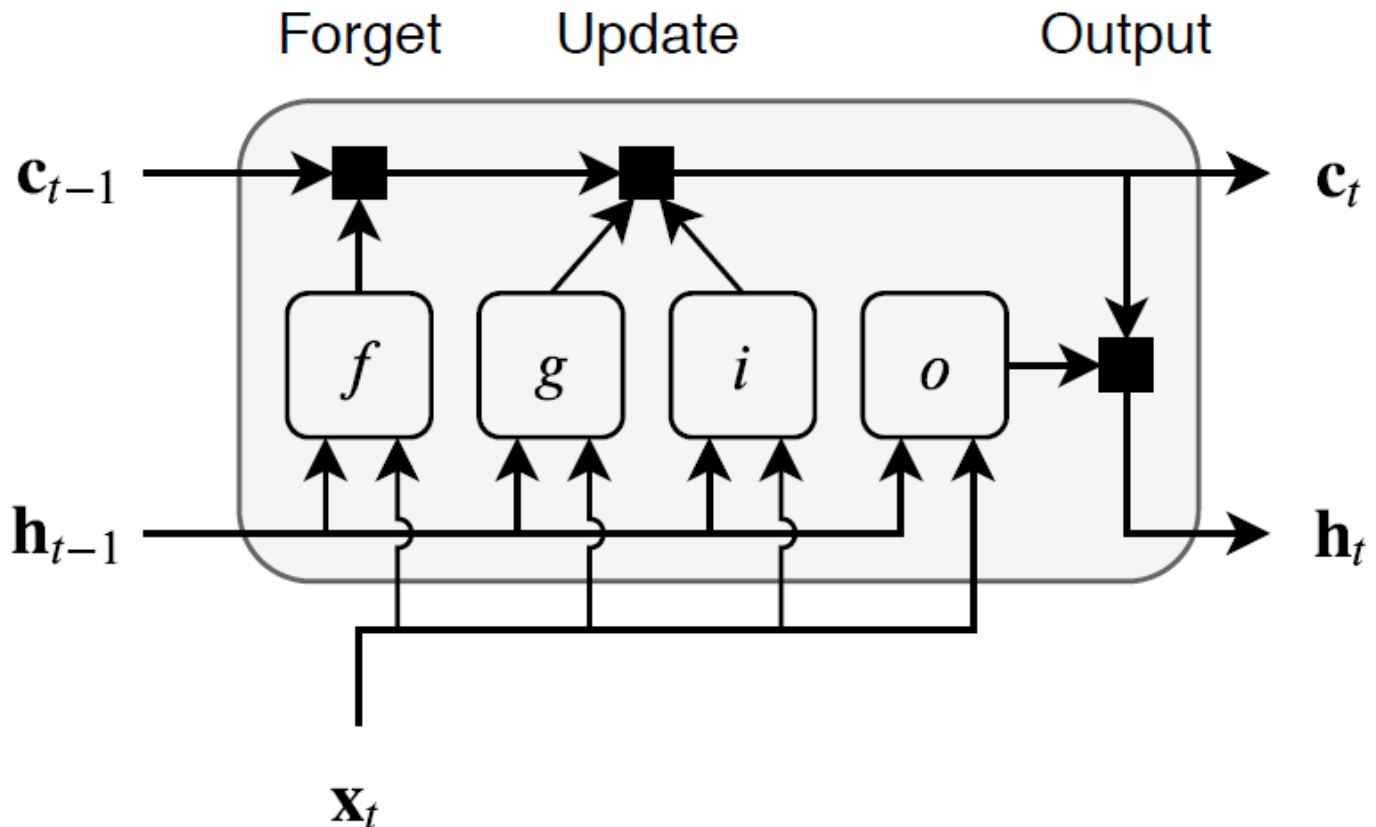 Forget Update Output
c_{t-1} c_t
f g i o
h_{t-1} h_t
x_t